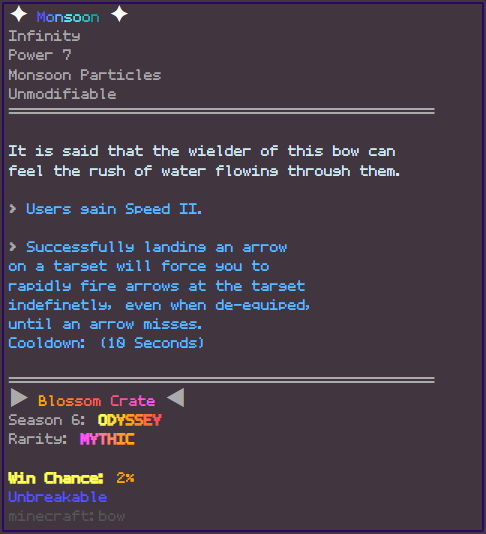 ✦ Monsoon ✦
Infinity
Power 7
Monsoon Particles
Unmodifiable
It is said that the wielder of this bow can
feel the rush of water flowing through them.
> Users gain Speed II.
> Successfully landing an arrow
on a target will force you to
rapidly fire arrows at the target
indefinetly, even when de-equiped,
until an arrow misses.
Cooldown: (10 Seconds)
▶ Blossom Crate ◀
Season 6: ODYSSEY
Rarity: MYTHIC
Win Chance: 2%
Unbreakable
minecraft:bow